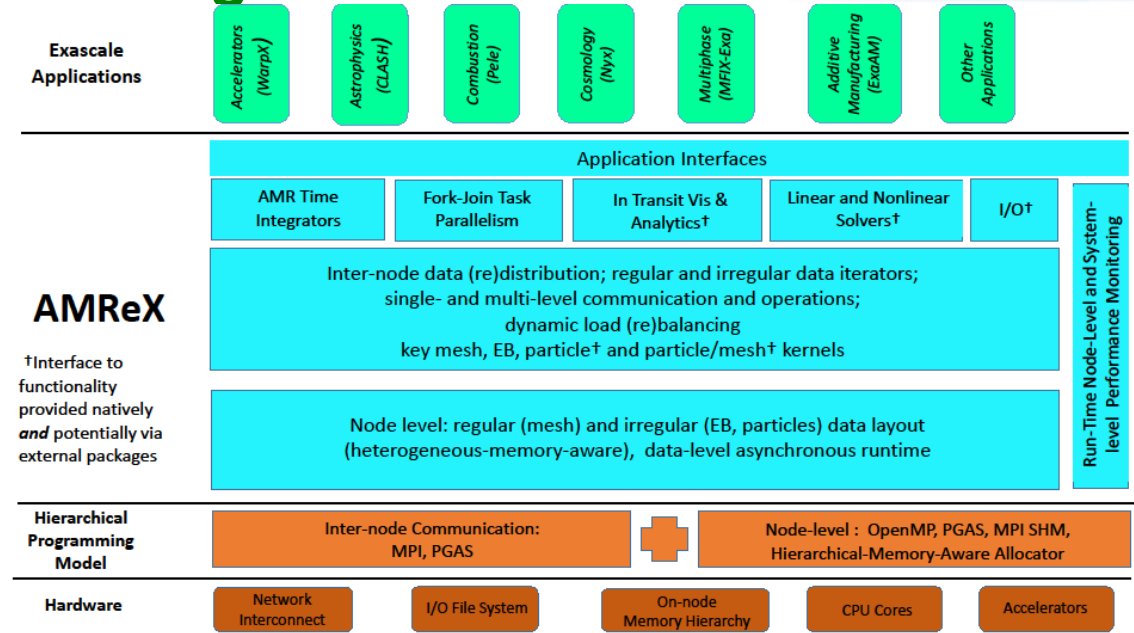 Exascale
Applications
Accelerators
(WarpX)
Astrophysics
(CLASH)
Combustion
(Pele)
Cosmology
(Nyx)
Multiphase
(MFIX-Exa)
Additive
Manufacturing
(ExaAM)
Other
Applications
Application Interfaces
AMR Time
Integrators
Fork-Join Task
Parallelism
In Transit Vis &
Analytics†
Linear and Nonlinear
Solvers†
I/O†
Run-Time Node-Level and System-
level Performance Monitoring
Inter-node data (re)distribution; regular and irregular data iterators;
single- and multi-level communication and operations;
dynamic load (re)balancing
key mesh, EB, particle† and particle/mesh† kernels
AMReX
†Interface to
functionality
provided natively
and potentially via
external packages
Node level: regular (mesh) and irregular (EB, particles) data layout
(heterogeneous-memory-aware), data-level asynchronous runtime
Hierarchical
Programming
Model
Inter-node Communication:
MPI, PGAS
Node-level : OpenMP, PGAS, MPI SHM,
Hierarchical-Memory-Aware Allocator
Hardware
Network
Interconnect
I/O File System
On-node
Memory Hierarchy
CPU Cores
Accelerators